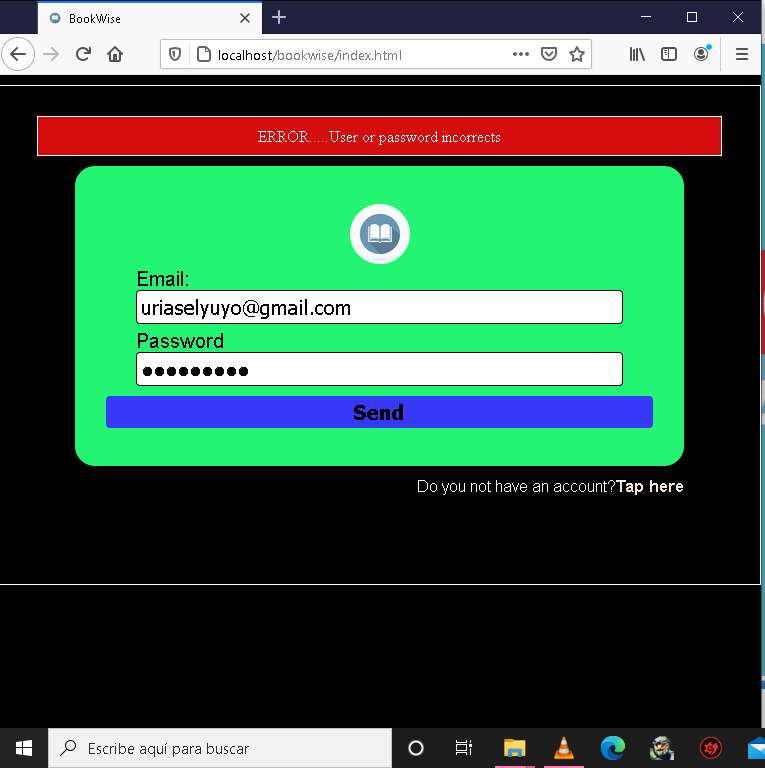 BookWise
localhost/bookwise/index.html
ERROR.....User or password incorrects
Email:
uriaselyuyo@gmail.com
Password
●●●●●●●●●
Send
Do you not have an account?Tap here
Escribe aquí para buscar